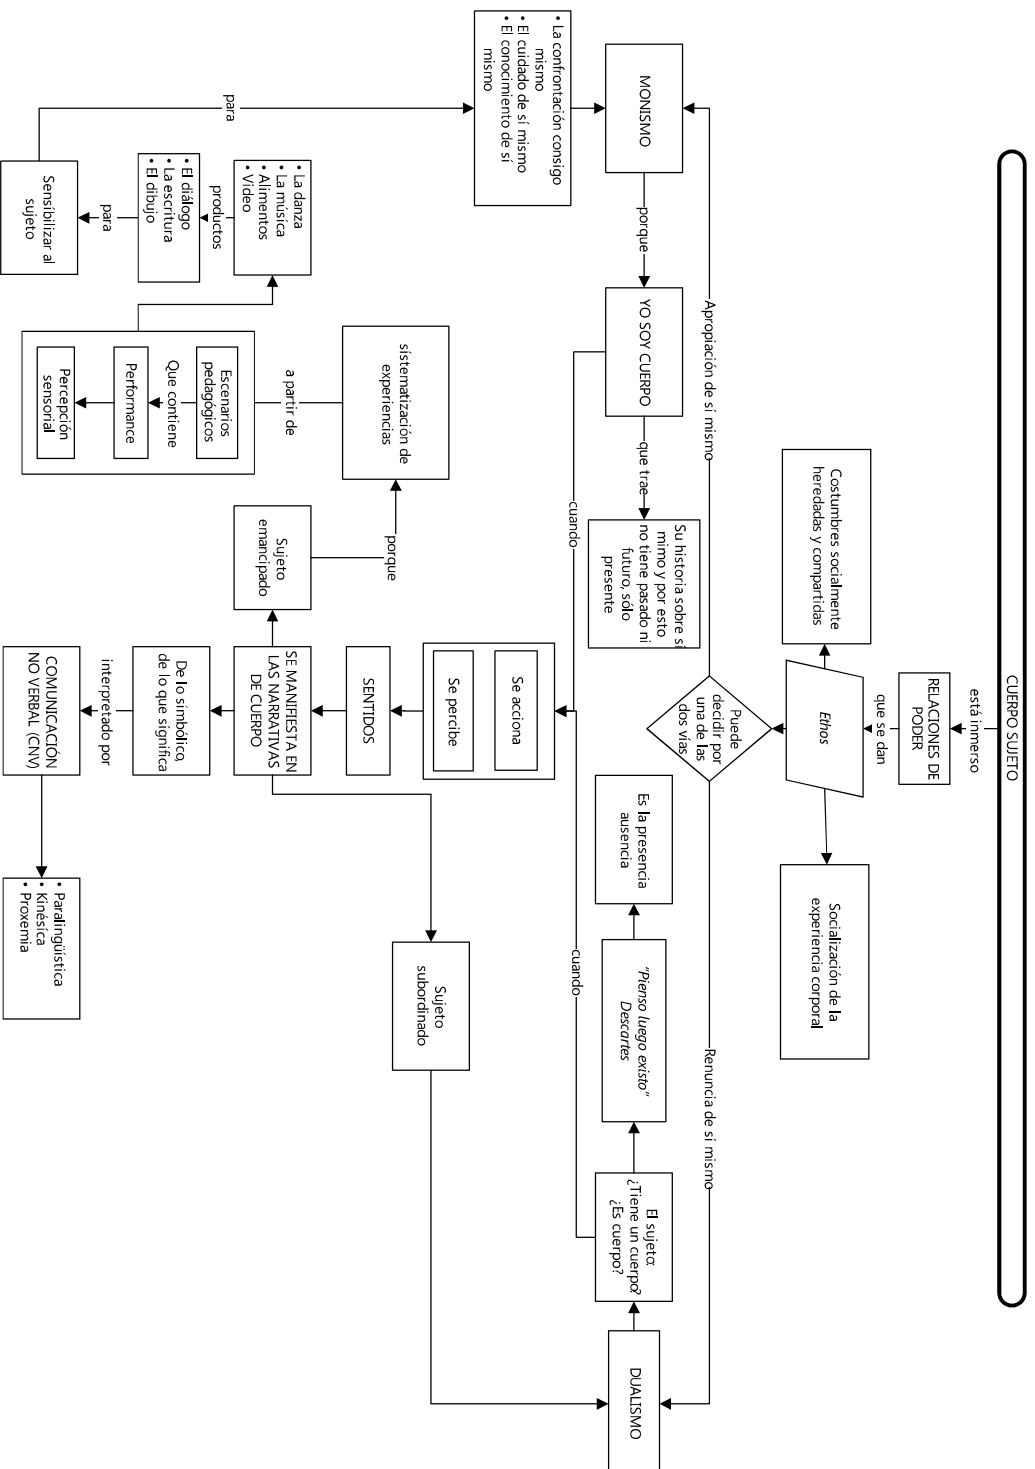 CUERPO SUJETO
está inmerso
RELACIONES DE
PODER
que se dan
Costumbres socialmente
heredadas y compartidas
Ethos
Socialización de la
experiencia corporal
Puede
decidir por
una de las
dos vías
Apropiación de sí mismo
Renuncia de sí mismo
MONISMO
porque
YO SOY CUERPO
que trae
Su historia sobre sí
mimo y por esto
no tiene pasado ni
futuro, sólo
presente
Es la presencia
ausencia
"Pienso luego existo"
Descartes
El sujeto:
¿Tiene un cuerpo?
¿Es cuerpo?
DUALISMO
cuando
cuando
• La confrontación consigo
mismo
• El cuidado de sí mismo
• El conocimiento de sí
mismo
Se acciona
Se percibe
SENTIDOS
SE MANIFIESTA EN
LAS NARRATIVAS
DE CUERPO
Sujeto
emancipado
porque
sistematización de
experiencias
a partir de
Escenarios
pedagógicos
Que contiene
Performance
Percepción
sensorial
• La danza
• La música
• Alimentos
• Video
productos
• El diálogo
• La escritura
• El dibujo
para
Sensibilizar al
sujeto
para
Sujeto
subordinado
De lo simbólico,
de lo que significa
interpretado por
COMUNICACIÓN
NO VERBAL (CNV)
• Paralingüística
• Kinésica
• Proxemia